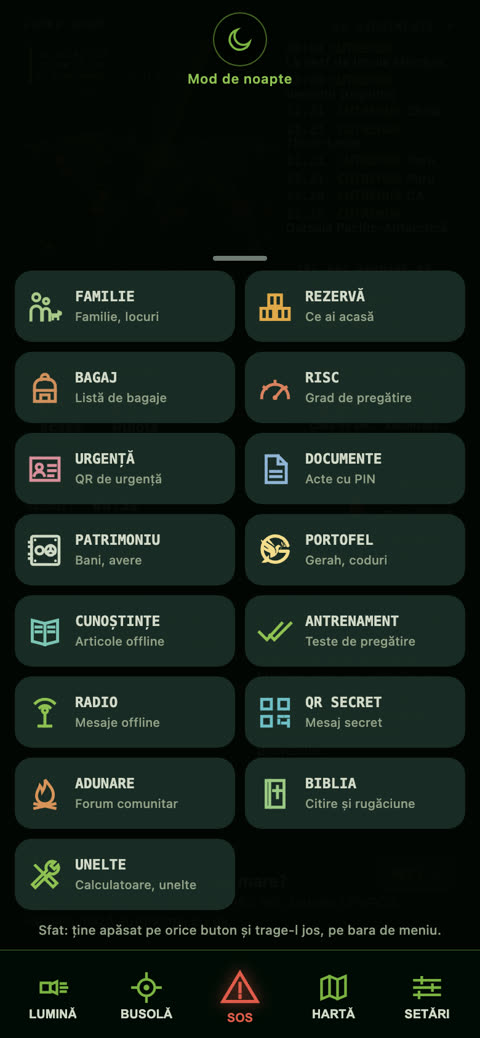 Mod de noapte
FAMILIE
Familie, locuri
REZERVĂ
Ce ai acasă
BAGAJ
Listă de bagaje
RISC
Grad de pregătire
URGENȚĂ
QR de urgență
DOCUMENTE
Acte cu PIN
PATRIMONIU
Bani, avere
PORTOFEL
Gerah, coduri
CUNOȘTINȚE
Articole offline
ANTRENAMENT
Teste de pregătire
RADIO
Mesaje offline
QR SECRET
Mesaj secret
ADUNARE
Forum comunitar
BIBLIA
Citire și rugăciune
UNELTE
Calculatoare, unelte
Sfat: ține apăsat pe orice buton și trage-l jos, pe bara de meniu.
LUMINĂ
BUSOLĂ
SOS
HARTĂ
SETĂRI